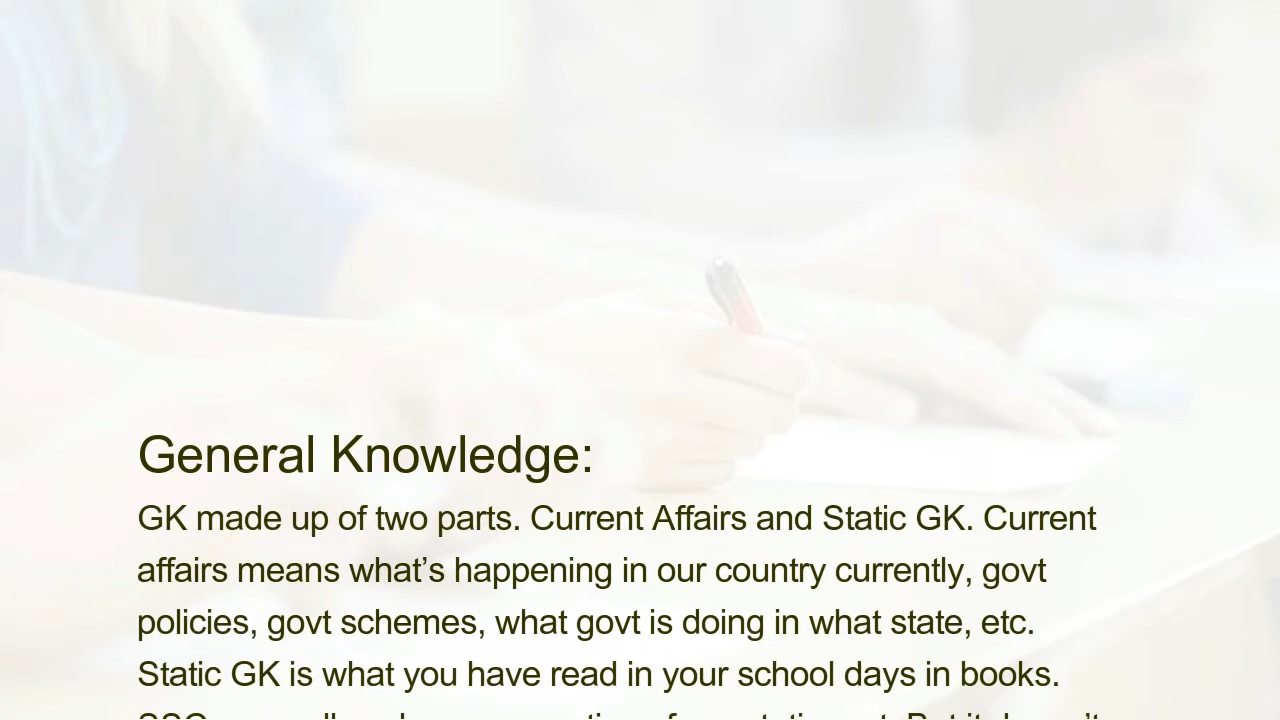 General Knowledge:
GK made up of two parts. Current Affairs and Static GK. Current
affairs means what’s happening in our country currently, govt
policies, govt schemes, what govt is doing in what state, etc.
Static GK is what you have read in your school days in books.